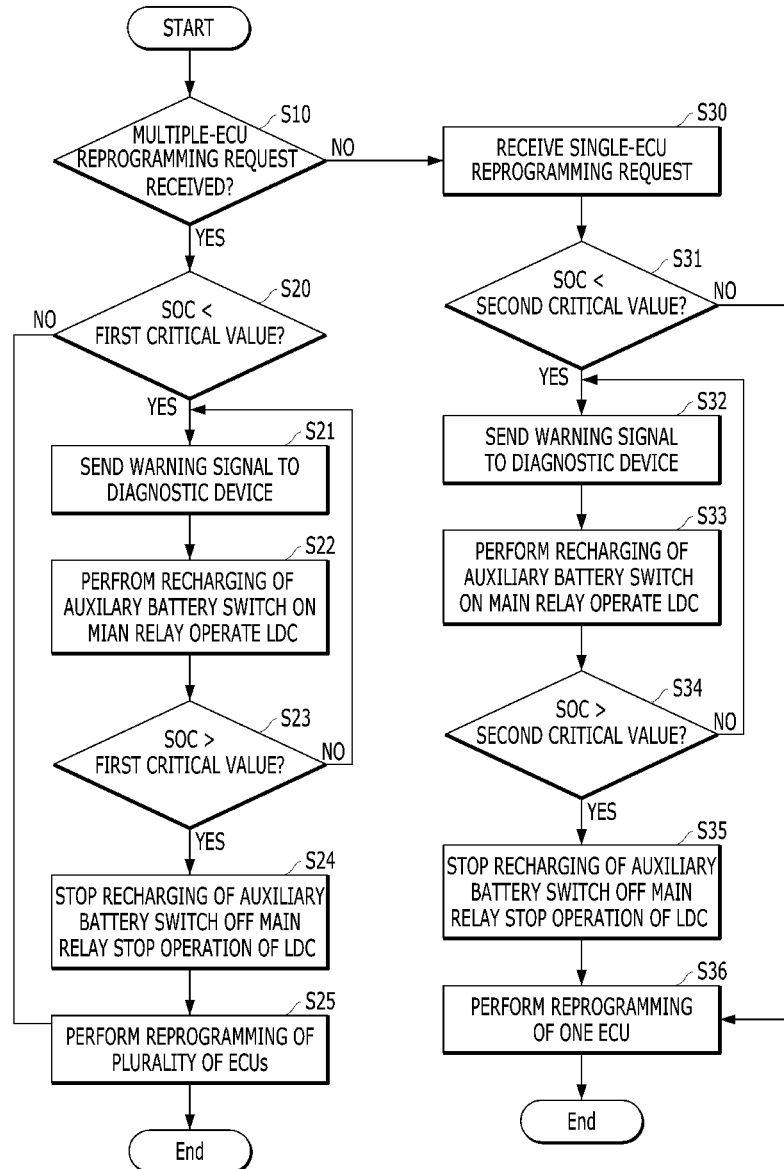 START
S10
MULTIPLE-ECU
REPROGRAMMING REQUEST
RECEIVED?
NO
YES
S20
SOC <
FIRST CRITICAL VALUE?
NO
YES
S21
SEND WARNING SIGNAL TO
DIAGNOSTIC DEVICE
S22
PERFROM RECHARGING OF
AUXILARY BATTERY SWITCH ON
MIAN RELAY OPERATE LDC
S23
SOC >
FIRST CRITICAL VALUE?
NO
YES
S24
STOP RECHARGING OF AUXILIARY
BATTERY SWITCH OFF MAIN
RELAY STOP OPERATION OF LDC
S25
PERFORM REPROGRAMMING OF
PLURALITY OF ECUs
End
S30
RECEIVE SINGLE-ECU
REPROGRAMMING REQUEST
S31
SOC <
SECOND CRITICAL VALUE?
NO
YES
S32
SEND WARNING SIGNAL
TO DIAGNOSTIC DEVICE
S33
PERFORM RECHARGING OF
AUXILIARY BATTERY SWITCH
ON MAIN RELAY OPERATE LDC
S34
SOC >
SECOND CRITICAL VALUE?
NO
YES
S35
STOP RECHARGING OF AUXILIARY
BATTERY SWITCH OFF MAIN
RELAY STOP OPERATION OF LDC
S36
PERFORM REPROGRAMMING
OF ONE ECU
End